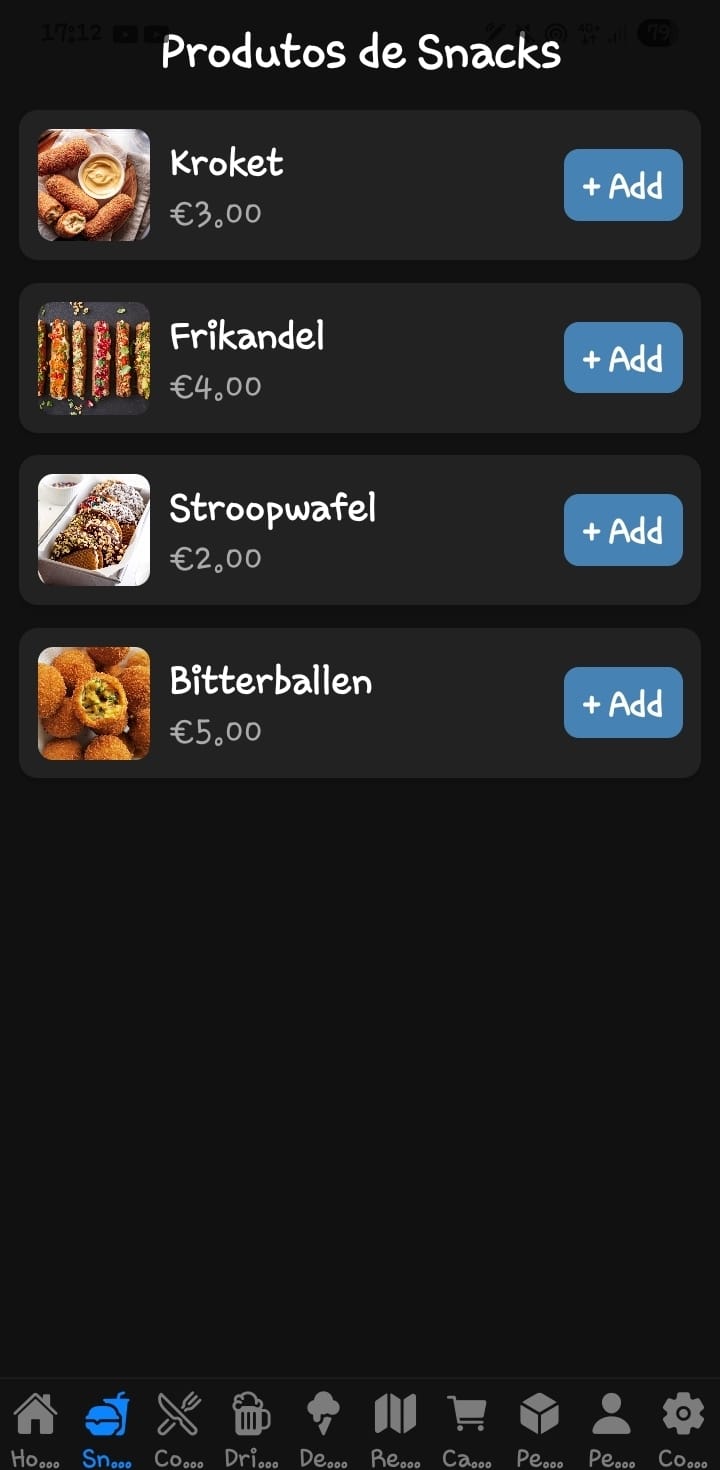 17:12 79
Produtos de Snacks
Kroket
€3,00
+ Add
Frikandel
€4,00
+ Add
Stroopwafel
€2,00
+ Add
Bitterballen
€5,00
+ Add
Ho... Sn... Co... Dri... De... Re... Ca... Pe... Pe... Co...